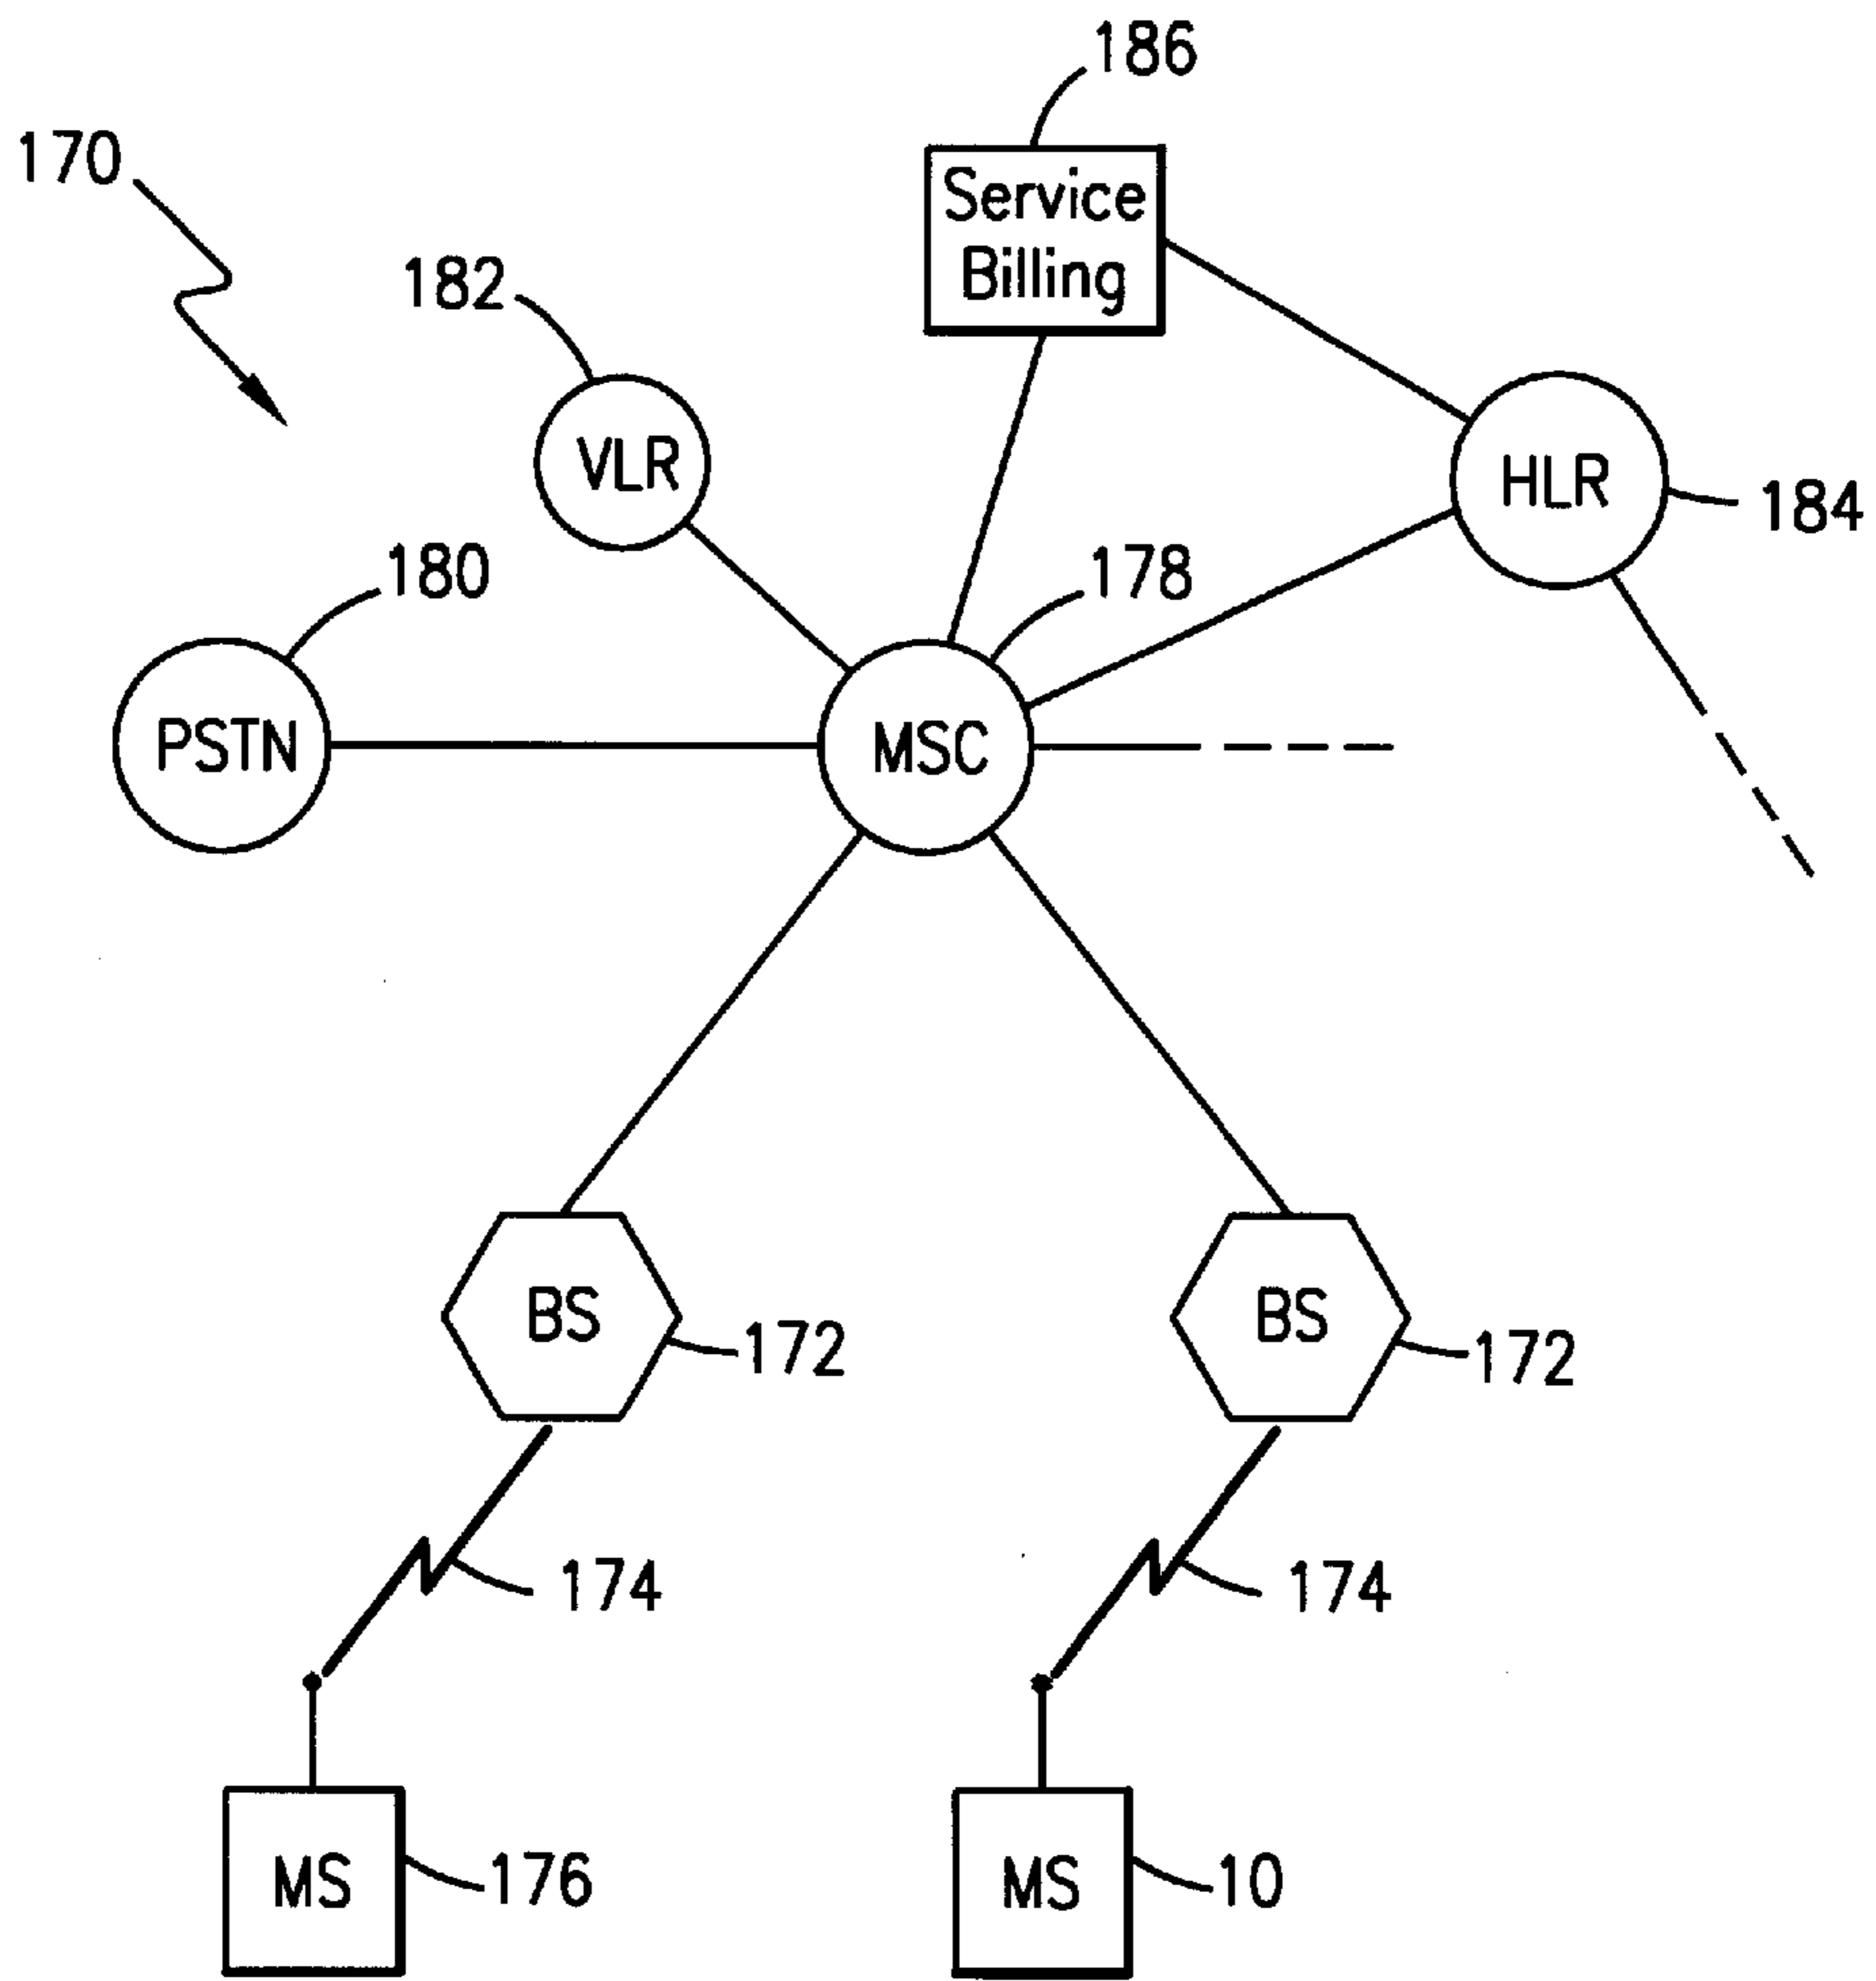 186
170
Service
Billing
182
VLR
HLR
184
180
178
PSTN
MSC
BS
172
BS
172
174
174
MS
176
MS
10